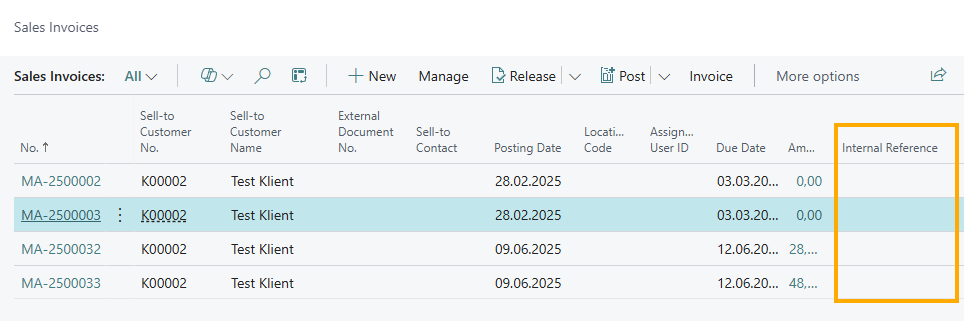 Sales Invoices
Sales Invoices: All New Manage Release Post Invoice More options
No. ↑ Sell-to Customer No. Sell-to Customer Name External Document No. Sell-to Contact Posting Date Locati... Code Assign... User ID Due Date Am... Internal Reference
MA-2500002 K00002 Test Klient 28.02.2025 03.03.20... 0,00
MA-2500003 K00002 Test Klient 28.02.2025 03.03.20... 0,00
MA-2500032 K00002 Test Klient 09.06.2025 12.06.20... 28,...
MA-2500033 K00002 Test Klient 09.06.2025 12.06.20... 48,...